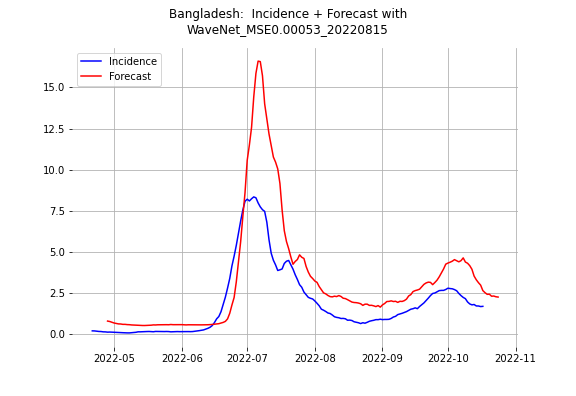 Bangladesh:  Incidence + Forecast with
WaveNet_MSE0.00053_20220815
Incidence
Forecast
15.0
12.5
10.0
7.5
5.0
2.5
0.0
2022-05 2022-06 2022-07 2022-08 2022-09 2022-10 2022-11